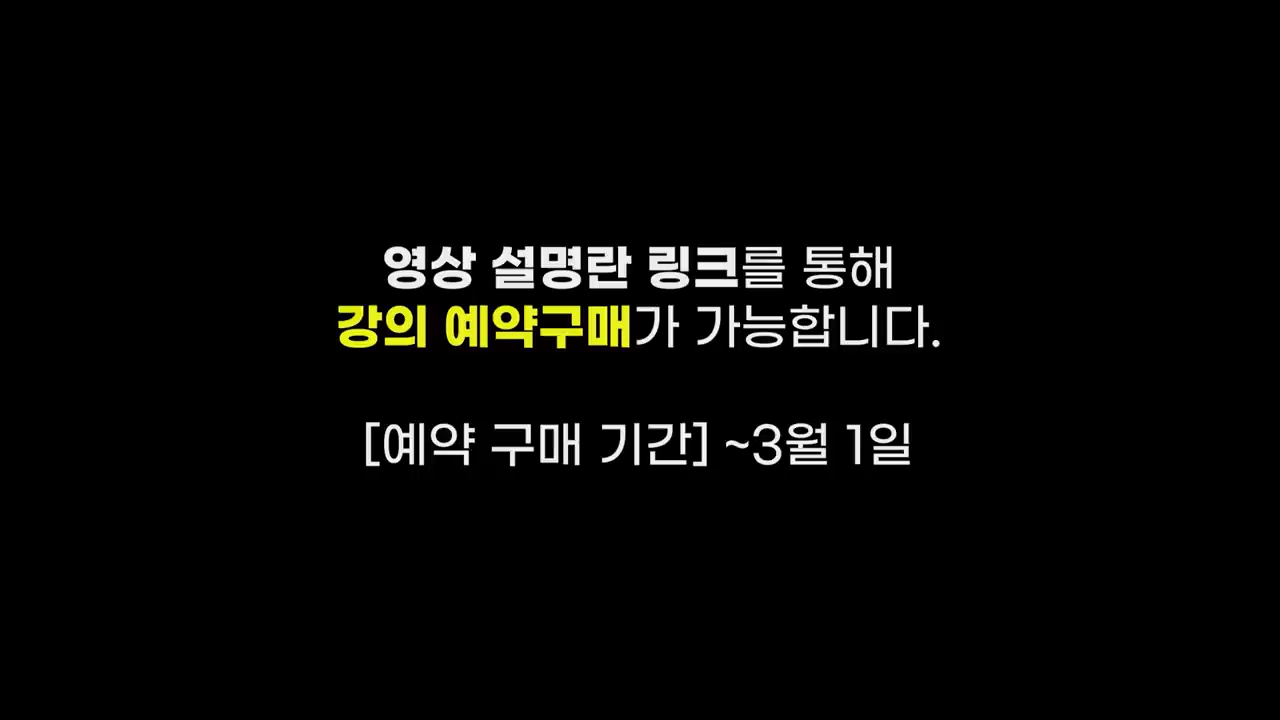 영상 설명란 링크를 통해
강의 예약구매가 가능합니다.
[예약 구매 기간] ~3월 1일